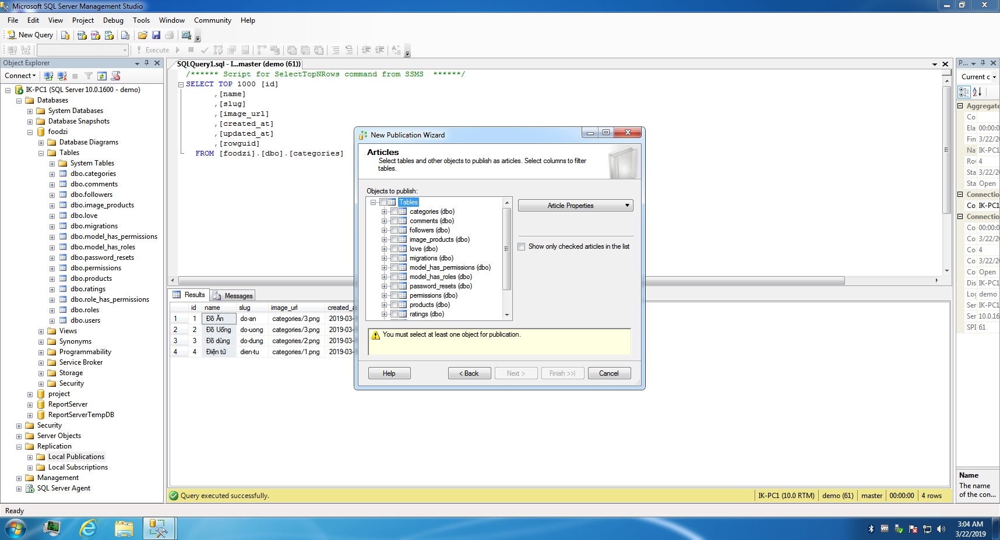 Microsoft SQL Server Management Studio
File Edit View Project Debug Tools Window Community Help
New Query
Execute
Object Explorer
Connect
IK-PC1 (SQL Server 10.0.1600 - demo)
Databases
System Databases
Database Snapshots
foodzi
Database Diagrams
Tables
System Tables
dbo.categories
dbo.comments
dbo.followers
dbo.image_products
dbo.love
dbo.migrations
dbo.model_has_permissions
dbo.model_has_roles
dbo.password_resets
dbo.permissions
dbo.products
dbo.ratings
dbo.role_has_permissions
dbo.roles
dbo.users
Views
Synonyms
Programmability
Service Broker
Storage
Security
project
ReportServer
ReportServerTempDB
Security
Server Objects
Replication
Local Publications
Local Subscriptions
Management
SQL Server Agent
SQLQuery1.sql - I...master (demo (61))
/****** Script for SelectTopNRows command from SSMS ******/
SELECT TOP 1000 [id]
,[name]
,[slug]
,[image_url]
,[created_at]
,[updated_at]
,[rowguid]
FROM [foodzi].[dbo].[categories]
Results Messages
id name slug image_url created_a
1 1 Đồ Ăn do-an categories/3.png 2019-03-
2 2 Đồ Uống do-uong categories/3.png 2019-03-
3 3 Đồ dùng do-dung categories/2.png 2019-03-
4 4 Điện tử dien-tu categories/1.png 2019-03-
Query executed successfully.
IK-PC1 (10.0 RTM) demo (61) master 00:00:00 4 rows
New Publication Wizard
Articles
Select tables and other objects to publish as articles. Select columns to filter
tables.
Objects to publish:
Tables
categories (dbo)
comments (dbo)
followers (dbo)
image_products (dbo)
love (dbo)
migrations (dbo)
model_has_permissions (dbo)
model_has_roles (dbo)
password_resets (dbo)
permissions (dbo)
products (dbo)
ratings (dbo)
Article Properties
Show only checked articles in the list
You must select at least one object for publication.
Help < Back Next > Finish >>| Cancel
P...
Current c
Aggregate
Co
Ela 00:00:0
Fin 3/22/2
Na IK-PC1
Ro 4
Sta 3/22/2
Sta Open
Connectio
Co IK-PC1
Connectio
Co 00:00:0
Co 3/22/2
Co 4
Co 3/22/2
Co Open
Dis IK-PC1
Log demo
Ser IK-PC1
Ser 10.0.16
SPI 61
Name
The name
of the con...
Ready
3:04 AM
3/22/2019